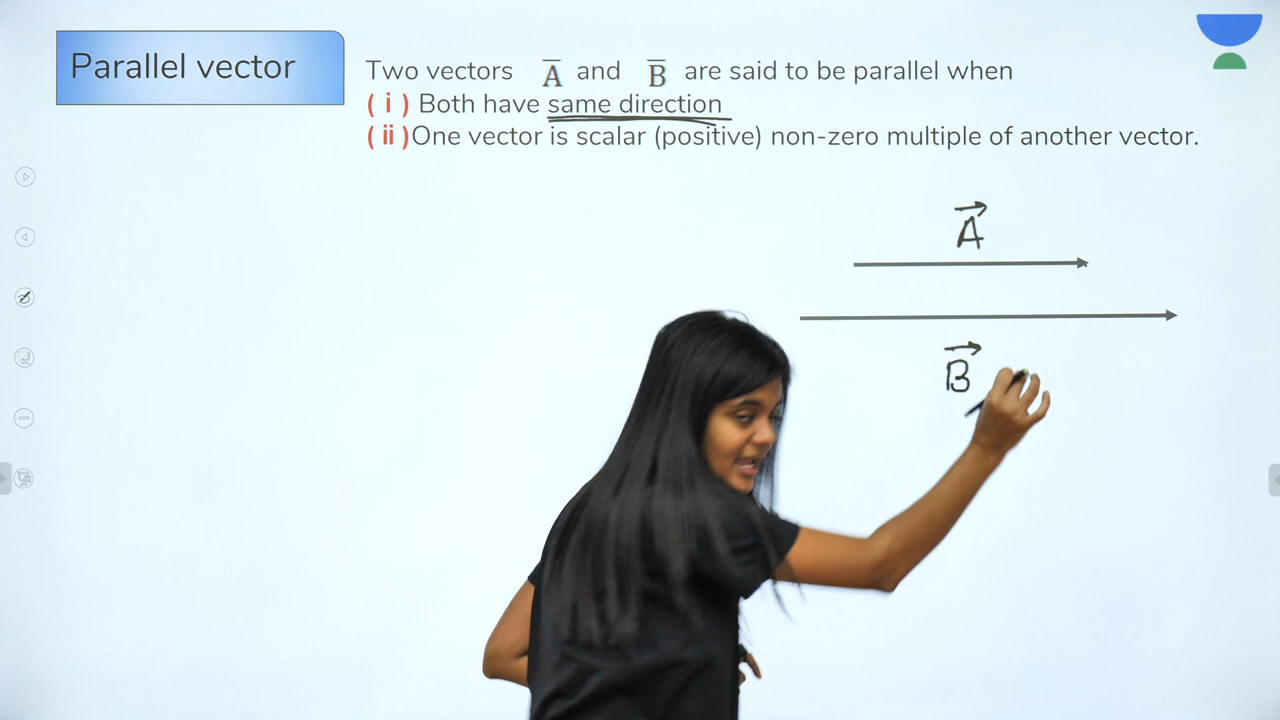 Parallel vector
Two vectors A̅ and B̅ are said to be parallel when
( i ) Both have same direction
( ii )One vector is scalar (positive) non-zero multiple of another vector.
A⃗
B⃗